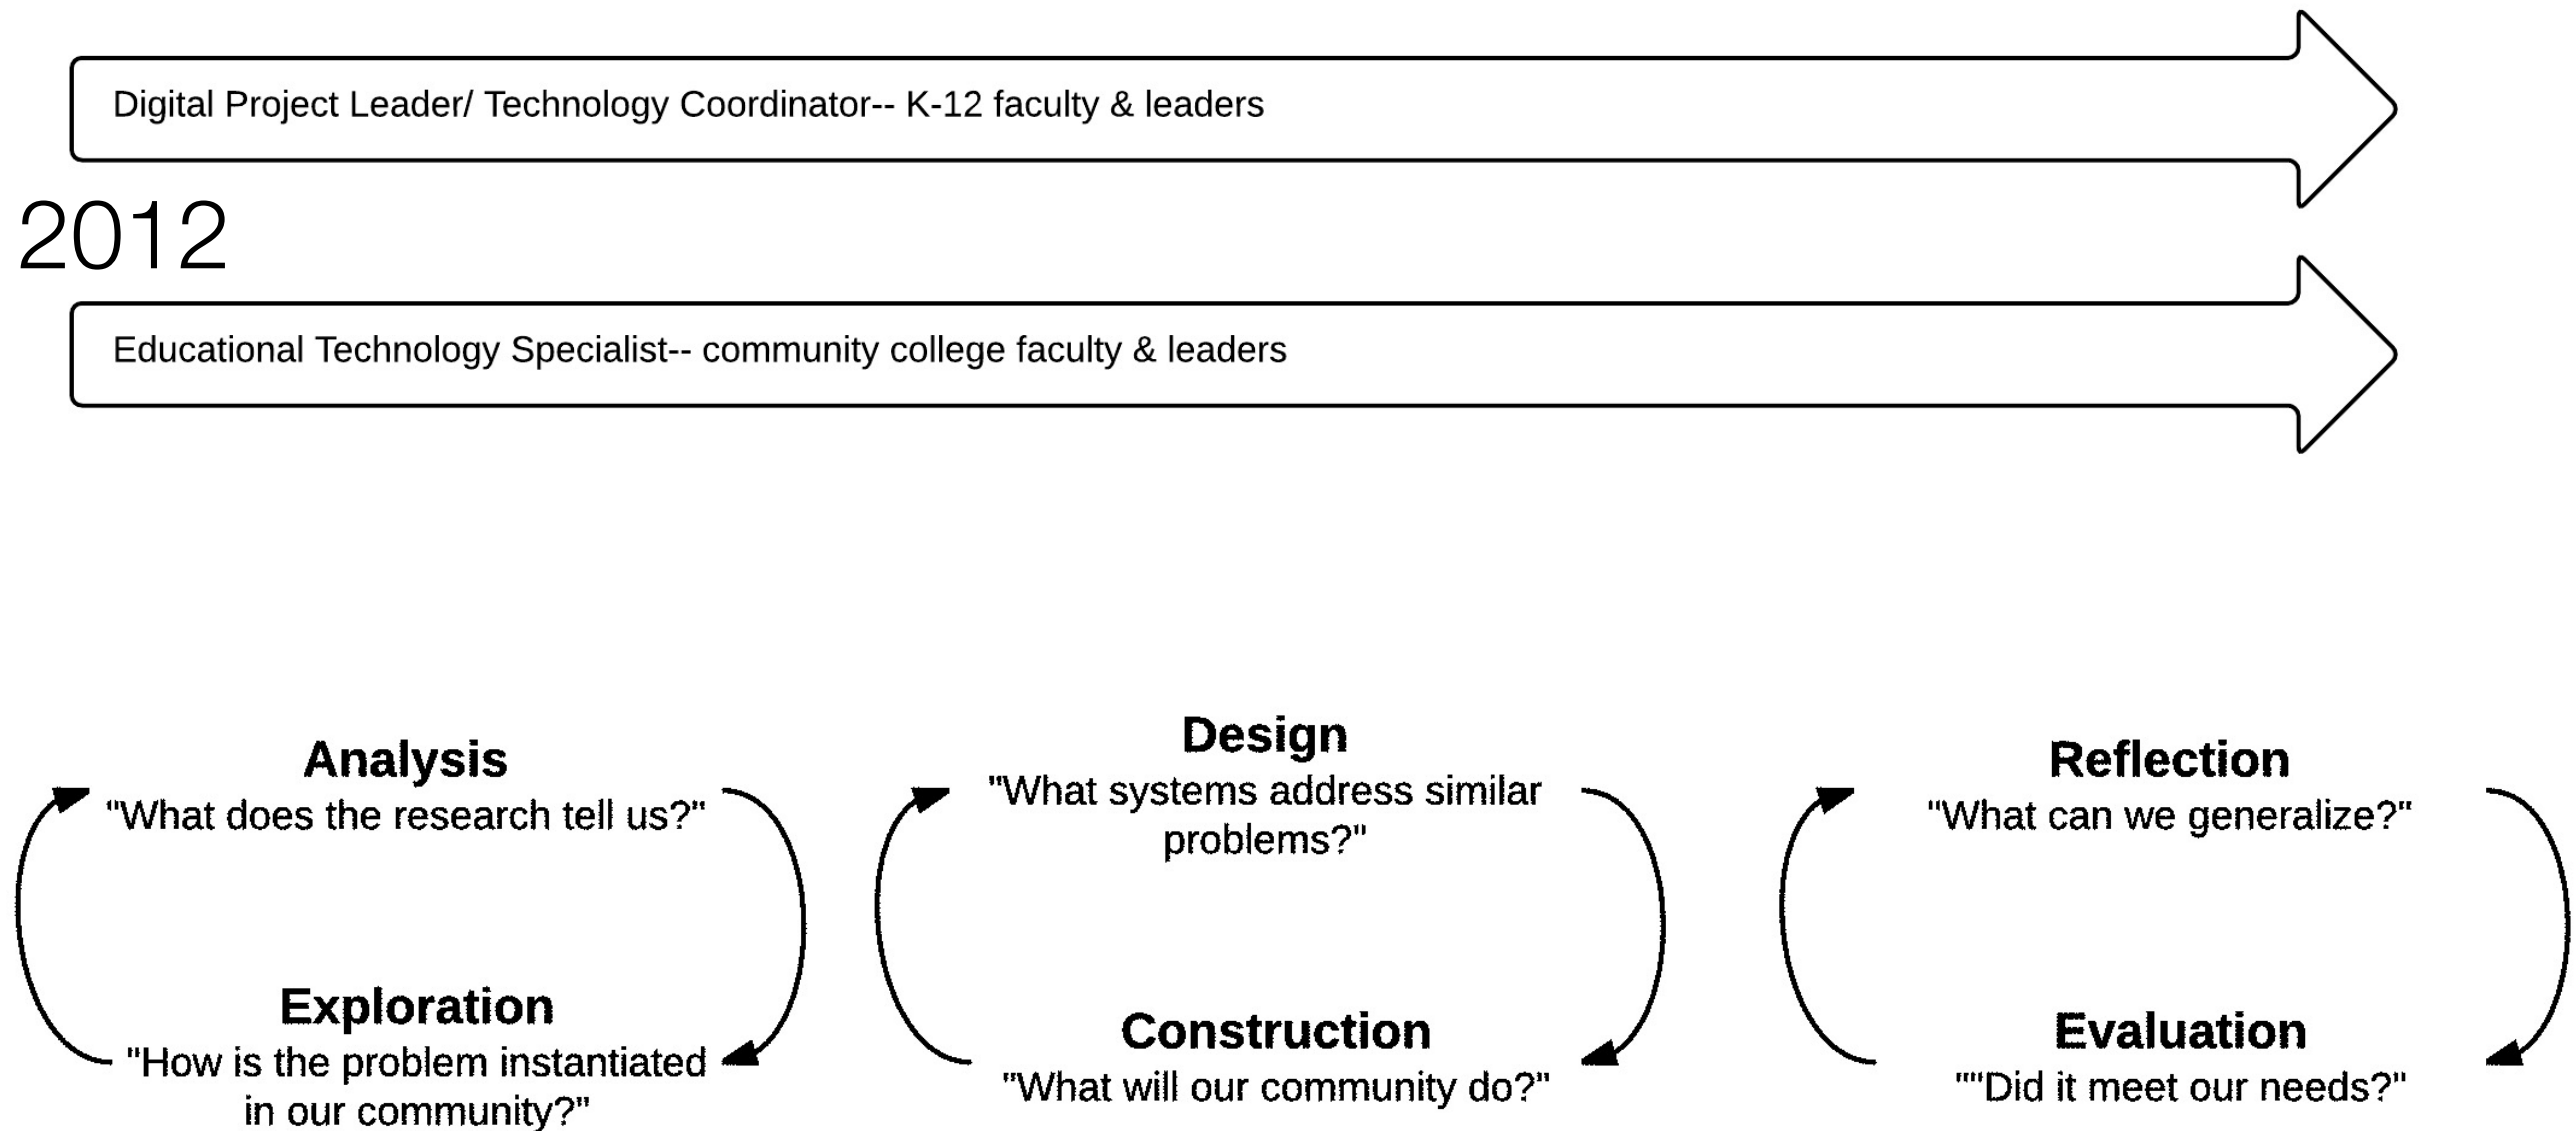 Digital Project Leader/ Technology Coordinator-- K-12 faculty & leaders
2012
Educational Technology Specialist-- community college faculty & leaders
Analysis
"What does the research tell us?"
Exploration
"How is the problem instantiated
in our community?"
Design
"What systems address similar
problems?"
Construction
"What will our community do?"
Reflection
"What can we generalize?"
Evaluation
""Did it meet our needs?"